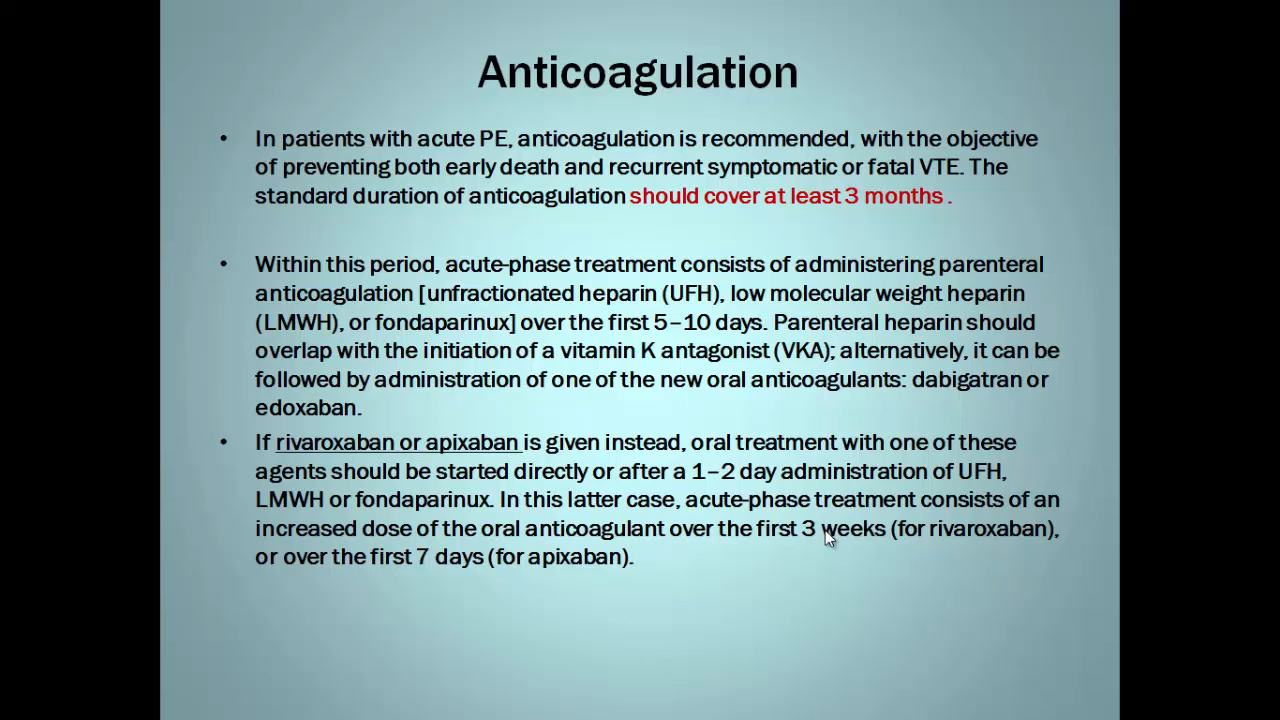 Anticoagulation
• In patients with acute PE, anticoagulation is recommended, with the objective
of preventing both early death and recurrent symptomatic or fatal VTE. The
standard duration of anticoagulation should cover at least 3 months .
• Within this period, acute-phase treatment consists of administering parenteral
anticoagulation [unfractionated heparin (UFH), low molecular weight heparin
(LMWH), or fondaparinux] over the first 5–10 days. Parenteral heparin should
overlap with the initiation of a vitamin K antagonist (VKA); alternatively, it can be
followed by administration of one of the new oral anticoagulants: dabigatran or
edoxaban.
• If rivaroxaban or apixaban is given instead, oral treatment with one of these
agents should be started directly or after a 1–2 day administration of UFH,
LMWH or fondaparinux. In this latter case, acute-phase treatment consists of an
increased dose of the oral anticoagulant over the first 3 weeks (for rivaroxaban),
or over the first 7 days (for apixaban).